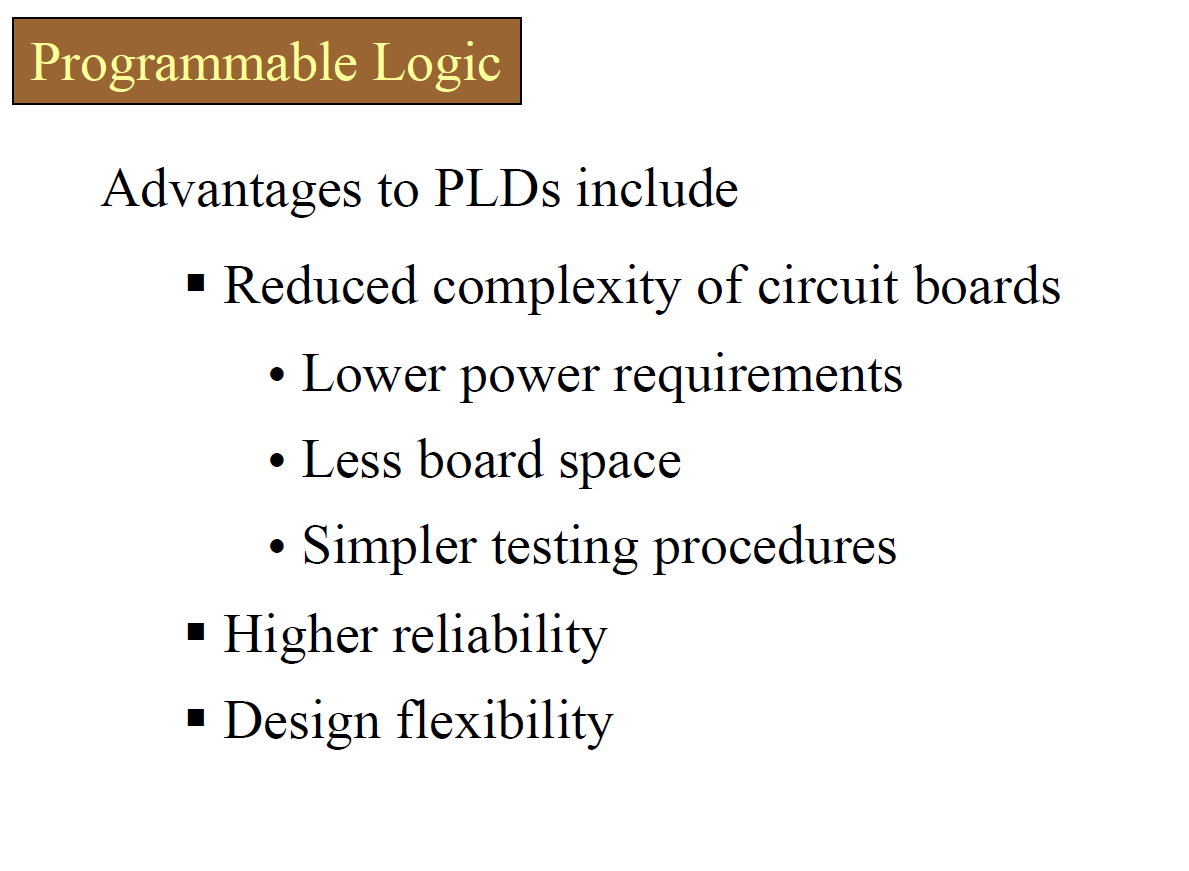 Programmable Logic
Advantages to PLDs include
▪ Reduced complexity of circuit boards
• Lower power requirements
• Less board space
• Simpler testing procedures
▪ Higher reliability
▪ Design flexibility